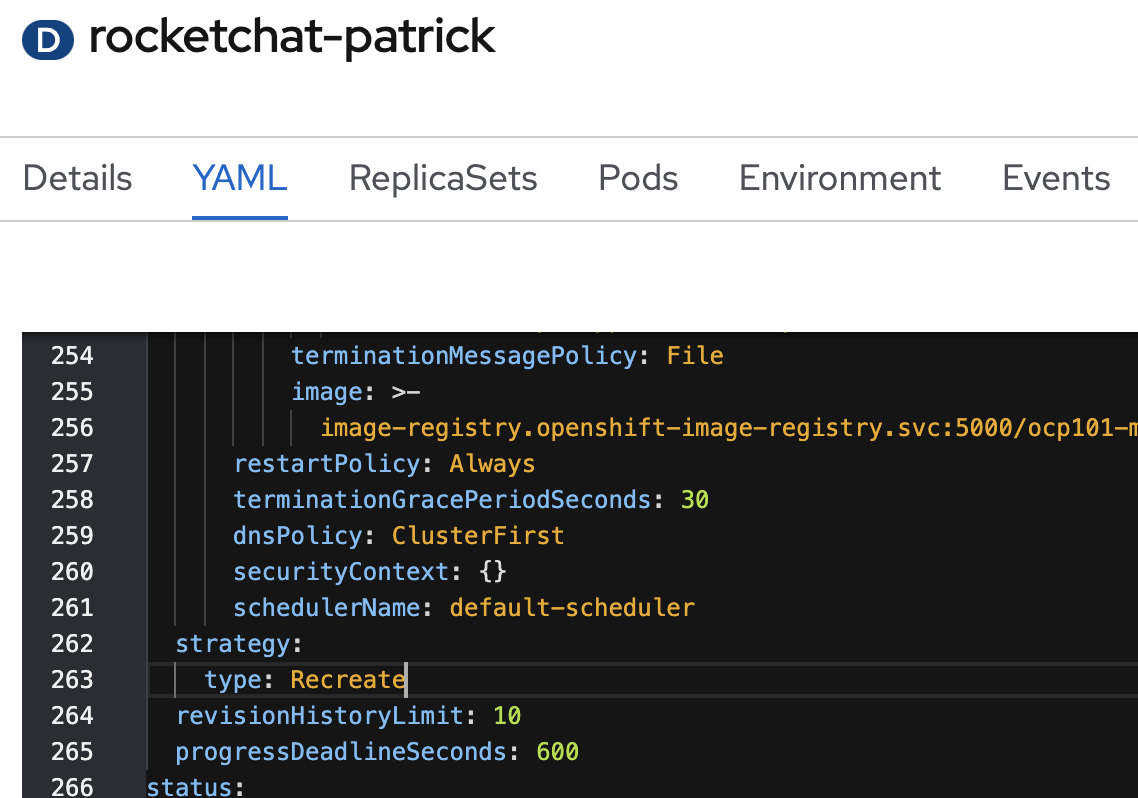 D rocketchat-patrick
Details YAML ReplicaSets Pods Environment Events
254 terminationMessagePolicy: File
255 image: >-
256 image-registry.openshift-image-registry.svc:5000/ocp101-m
257 restartPolicy: Always
258 terminationGracePeriodSeconds: 30
259 dnsPolicy: ClusterFirst
260 securityContext: {}
261 schedulerName: default-scheduler
262 strategy:
263 type: Recreate
264 revisionHistoryLimit: 10
265 progressDeadlineSeconds: 600
266 status: